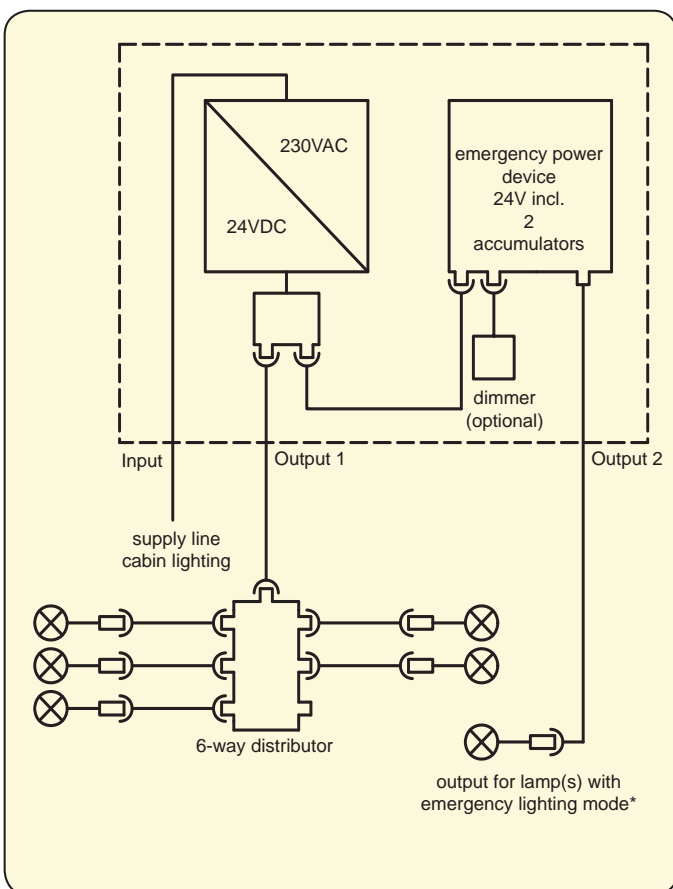 230VAC
24VDC
emergency power
device
24V incl.
2
accumulators
dimmer
(optional)
Input
Output 1
Output 2
supply line
cabin lighting
6-way distributor
output for lamp(s) with
emergency lighting mode*